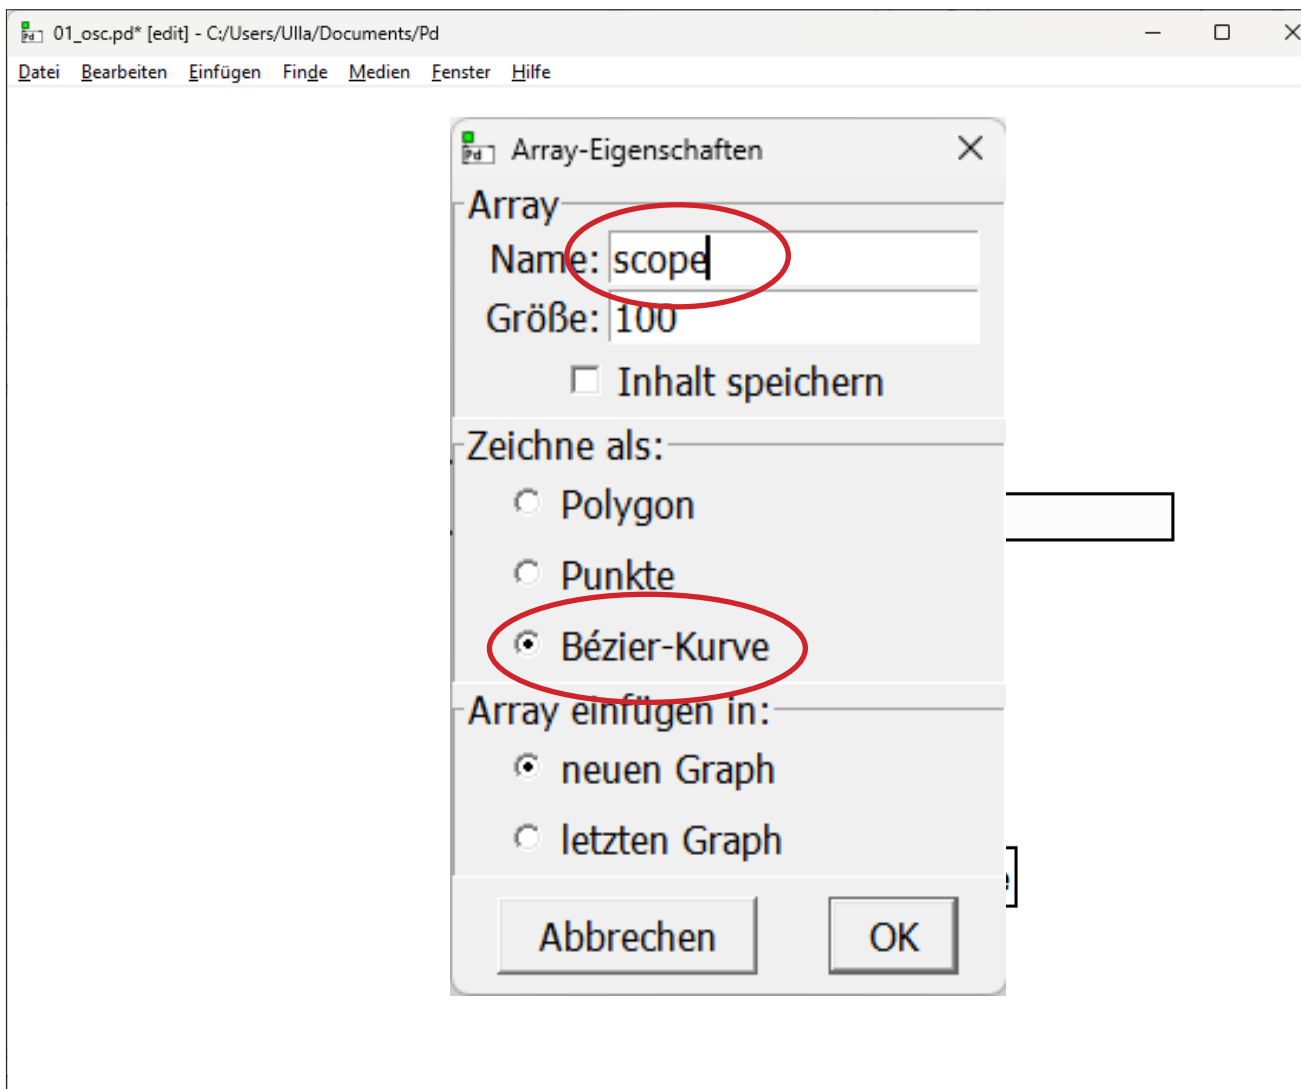 01_osc.pd* [edit] - C:/Users/Ulla/Documents/Pd
Datei Bearbeiten Einfügen Finde Medien Fenster Hilfe
Array-Eigenschaften
Array
Name: scope
Größe: 100
Inhalt speichern
Zeichne als:
Polygon
Punkte
Bézier-Kurve
Array einfügen in:
neuen Graph
letzten Graph
Abbrechen OK